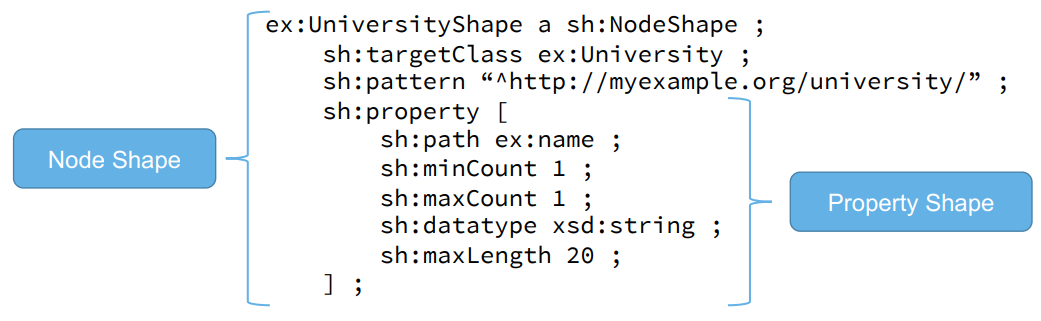 ex:UniversityShape a sh:NodeShape ;
sh:targetClass ex:University ;
sh:pattern “^http://myexample.org/university/” ;
sh:property [
sh:path ex:name ;
sh:minCount 1 ;
sh:maxCount 1 ;
sh:datatype xsd:string ;
sh:maxLength 20 ;
] ;
Node Shape
Property Shape